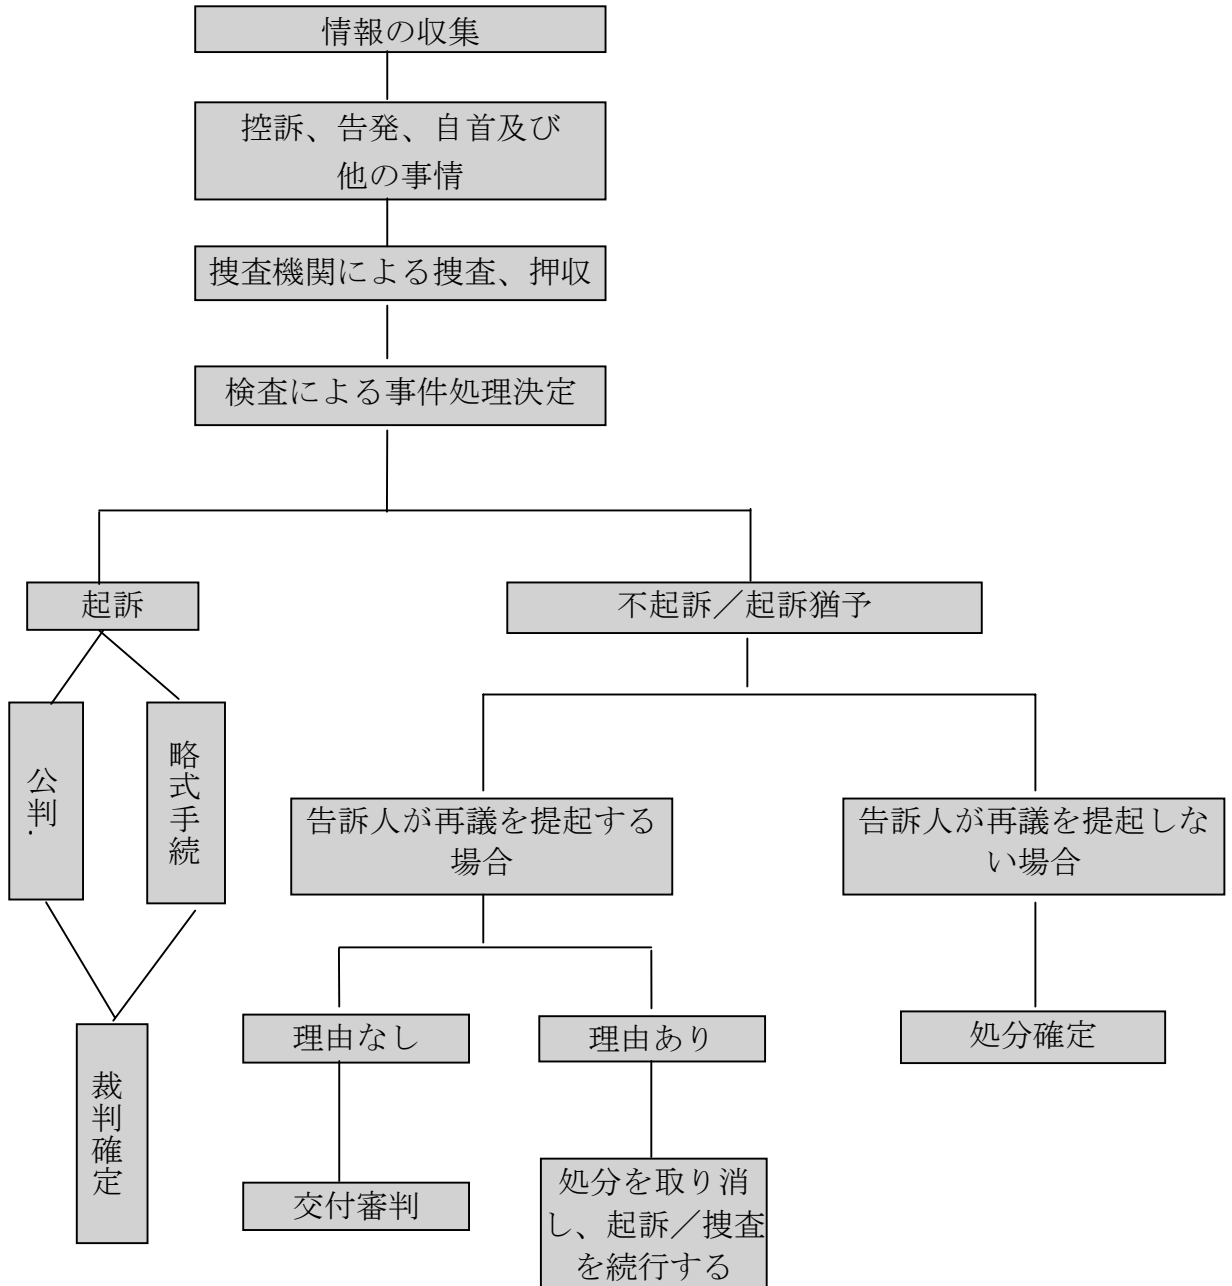 情報の収集
控訴、告発、自首及び
他の事情
捜査機関による捜査、押収
検査による事件処理決定
起訴
不起訴／起訴猶予
公判.
略式手続
告訴人が再議を提起する
場合
告訴人が再議を提起しな
い場合
理由なし
理由あり
処分確定
裁判確定
交付審判
処分を取り消
し、起訴／捜査
を続行する